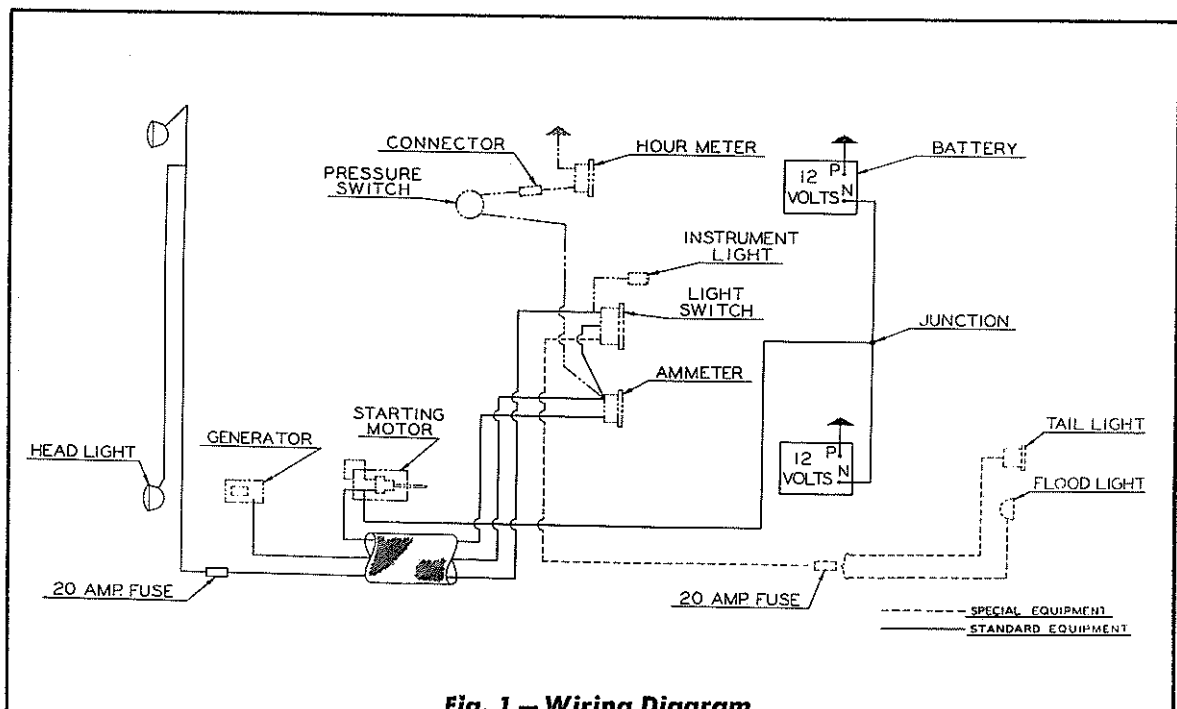 CONNECTOR
HOUR METER
BATTERY
PRESSURE
SWITCH
12
VOLTS
P
N
INSTRUMENT
LIGHT
LIGHT
SWITCH
JUNCTION
AMMETER
STARTING
MOTOR
GENERATOR
HEAD LIGHT
12
VOLTS
P
N
TAIL LIGHT
FLOOD LIGHT
20 AMP. FUSE
20 AMP. FUSE
SPECIAL EQUIPMENT
STANDARD EQUIPMENT
Fig. 1 — Wiring Diagram